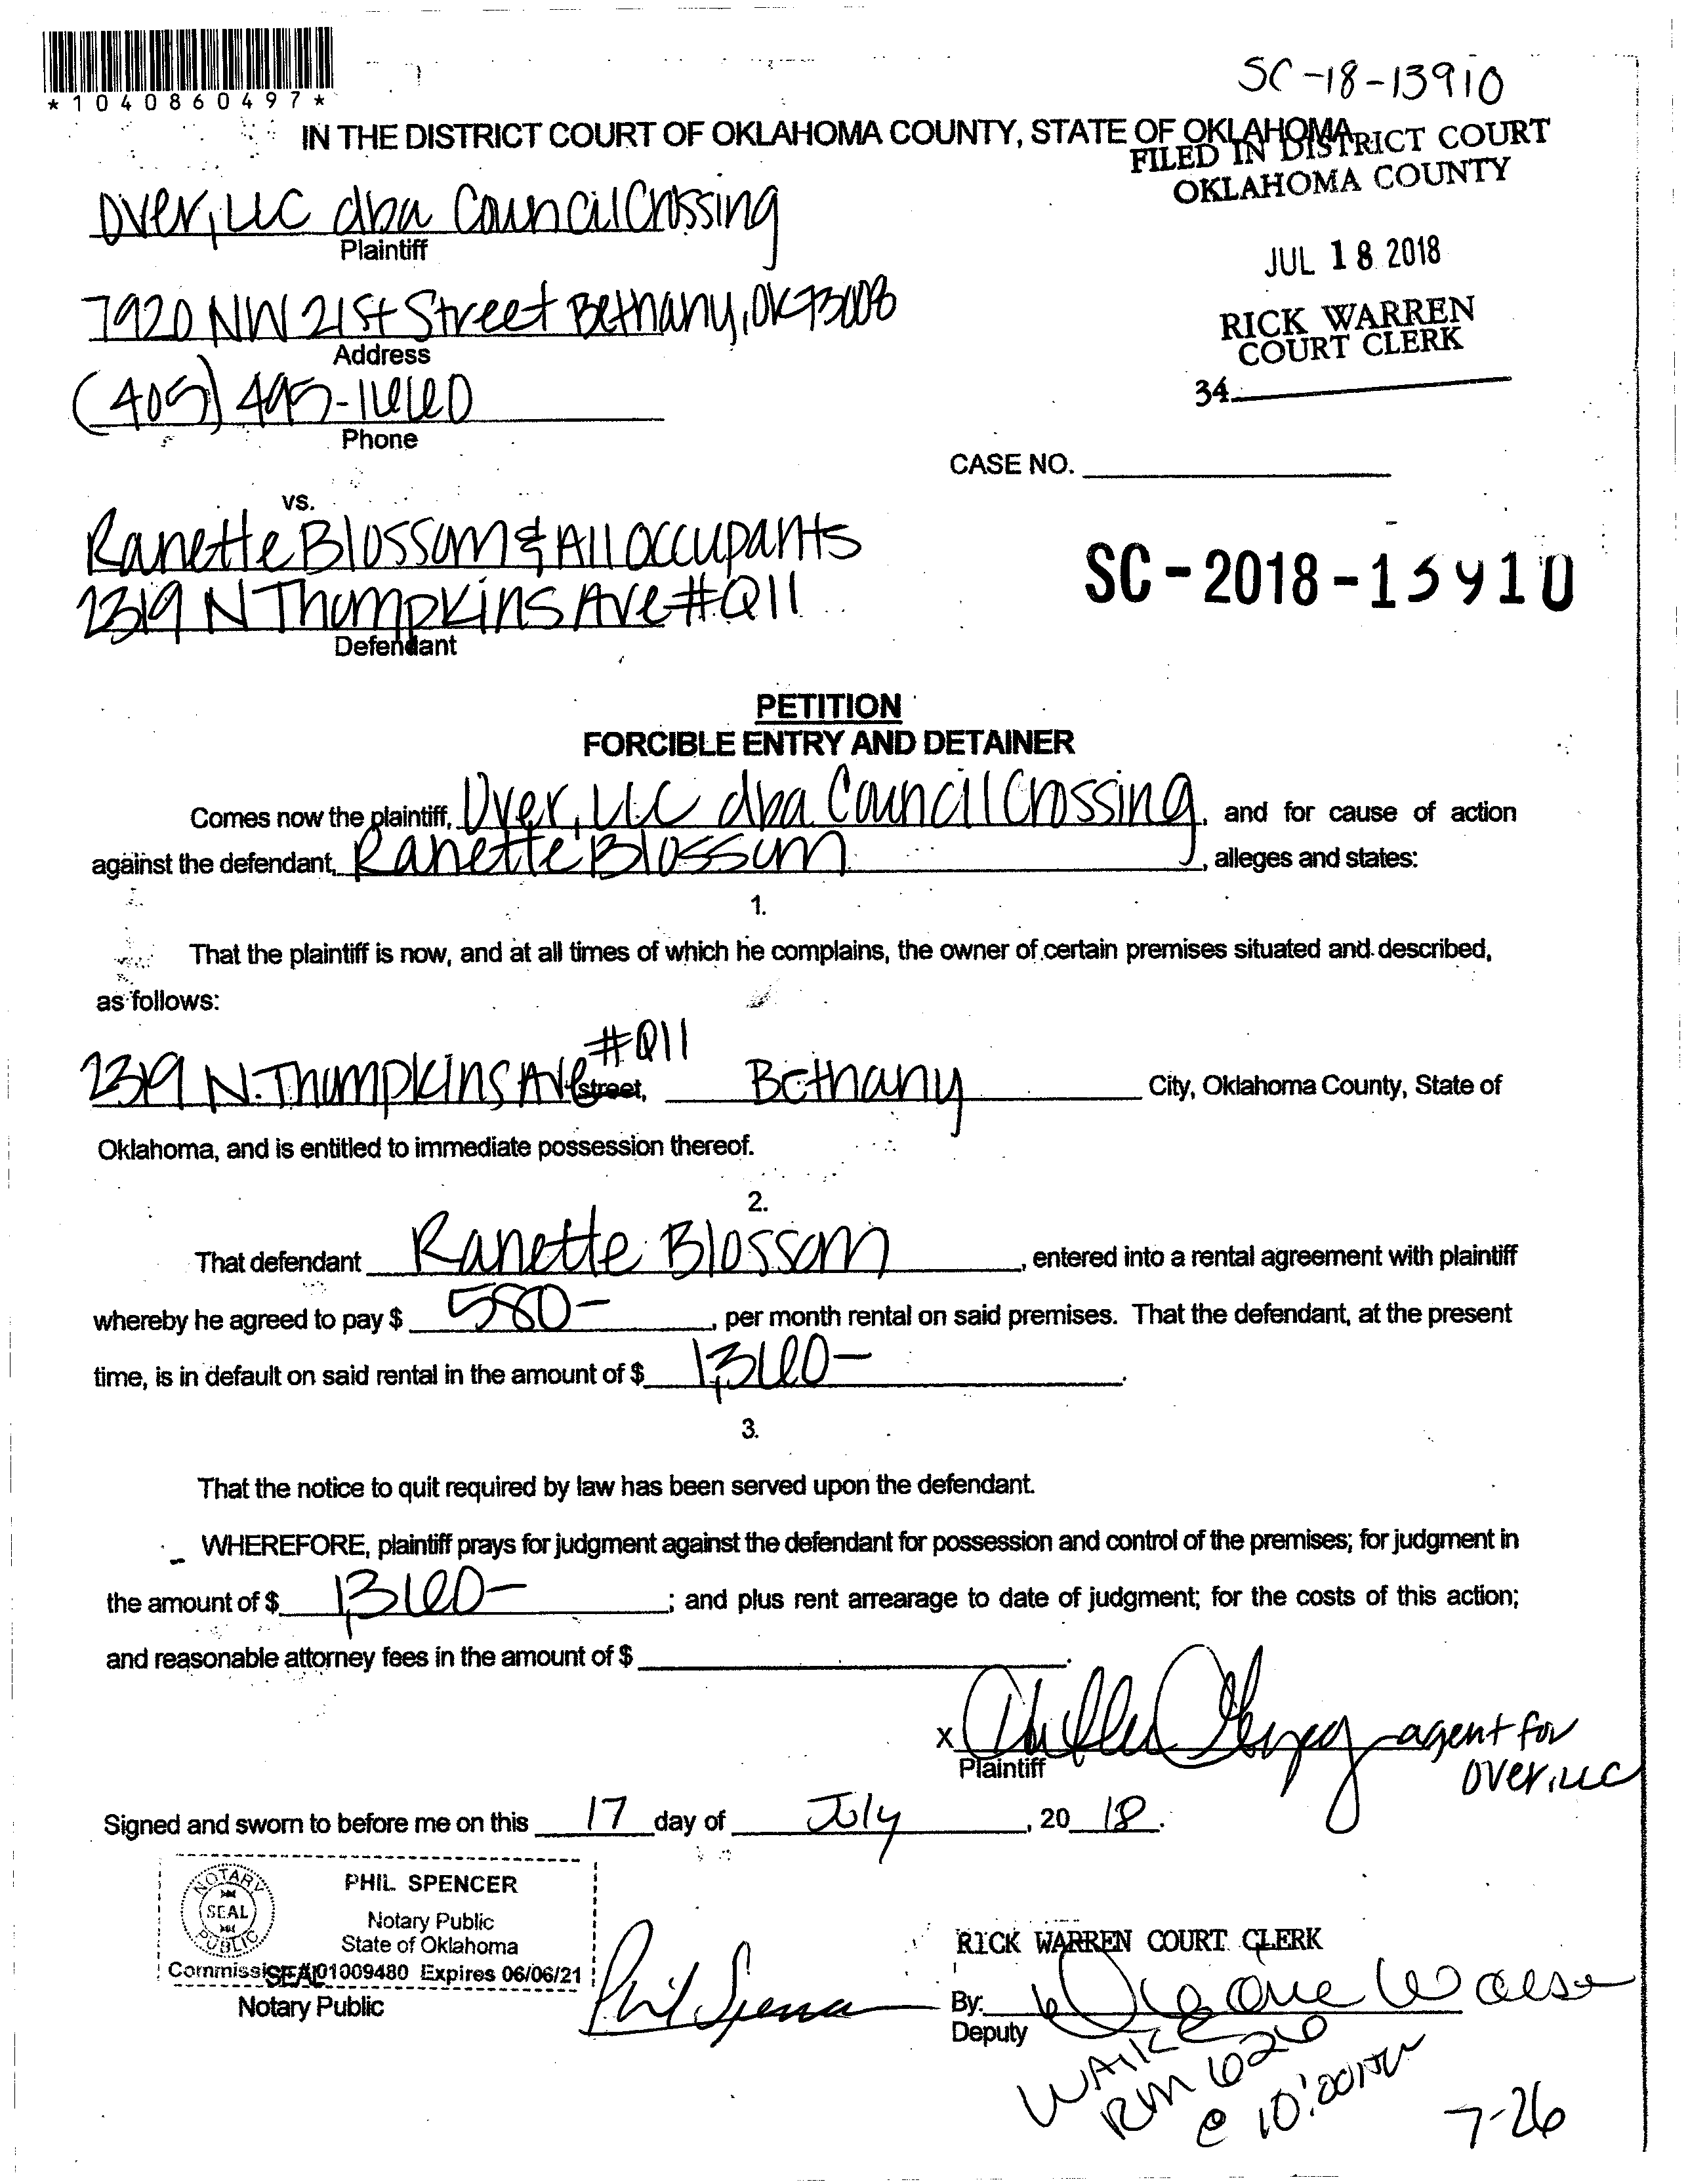 *1040860497*
SC-18-13910
IN THE DISTRICT COURT OF OKLAHOMA COUNTY, STATE OF OKLAHOMA
FILED IN DISTRICT COURT
OKLAHOMA COUNTY
Over, LLC dba Council Crossing
Plaintiff
JUL 18 2018
7920 NW 21st Street Bethany, OK 73008
Address
RICK WARREN
COURT CLERK
34
(405) 495-1660
Phone
CASE NO.
vs.
Ranette Blossom & All occupants
SC-2018-13910
2319 N Thompkins Ave #Q11
Defendant
PETITION
FORCIBLE ENTRY AND DETAINER
Comes now the plaintiff, Over, LLC dba Council Crossing, and for cause of action
against the defendant, Ranette Blossom, alleges and states:
1.
That the plaintiff is now, and at all times of which he complains, the owner of certain premises situated and described,
as follows:
2319 N. Thompkins Ave #Q11 street, Bethany City, Oklahoma County, State of
Oklahoma, and is entitled to immediate possession thereof.
2.
That defendant Ranette Blossom, entered into a rental agreement with plaintiff
whereby he agreed to pay $ 580-, per month rental on said premises. That the defendant, at the present
time, is in default on said rental in the amount of $ 1,360-.
3.
That the notice to quit required by law has been served upon the defendant.
WHEREFORE, plaintiff prays for judgment against the defendant for possession and control of the premises; for judgment in
the amount of $ 1,360-; and plus rent arrearage to date of judgment; for the costs of this action;
and reasonable attorney fees in the amount of $ .
x agent for
Over, LLC
Plaintiff
Signed and sworn to before me on this 17 day of July, 20 18.
NOTARY PUBLIC SEAL
PHIL SPENCER
Notary Public
State of Oklahoma
Commission #01009480 Expires 06/06/21
SEAL
Notary Public
Phil Spencer
RICK WARREN COURT CLERK
By:
Deputy
RM 626
@ 10:00AM
7-26